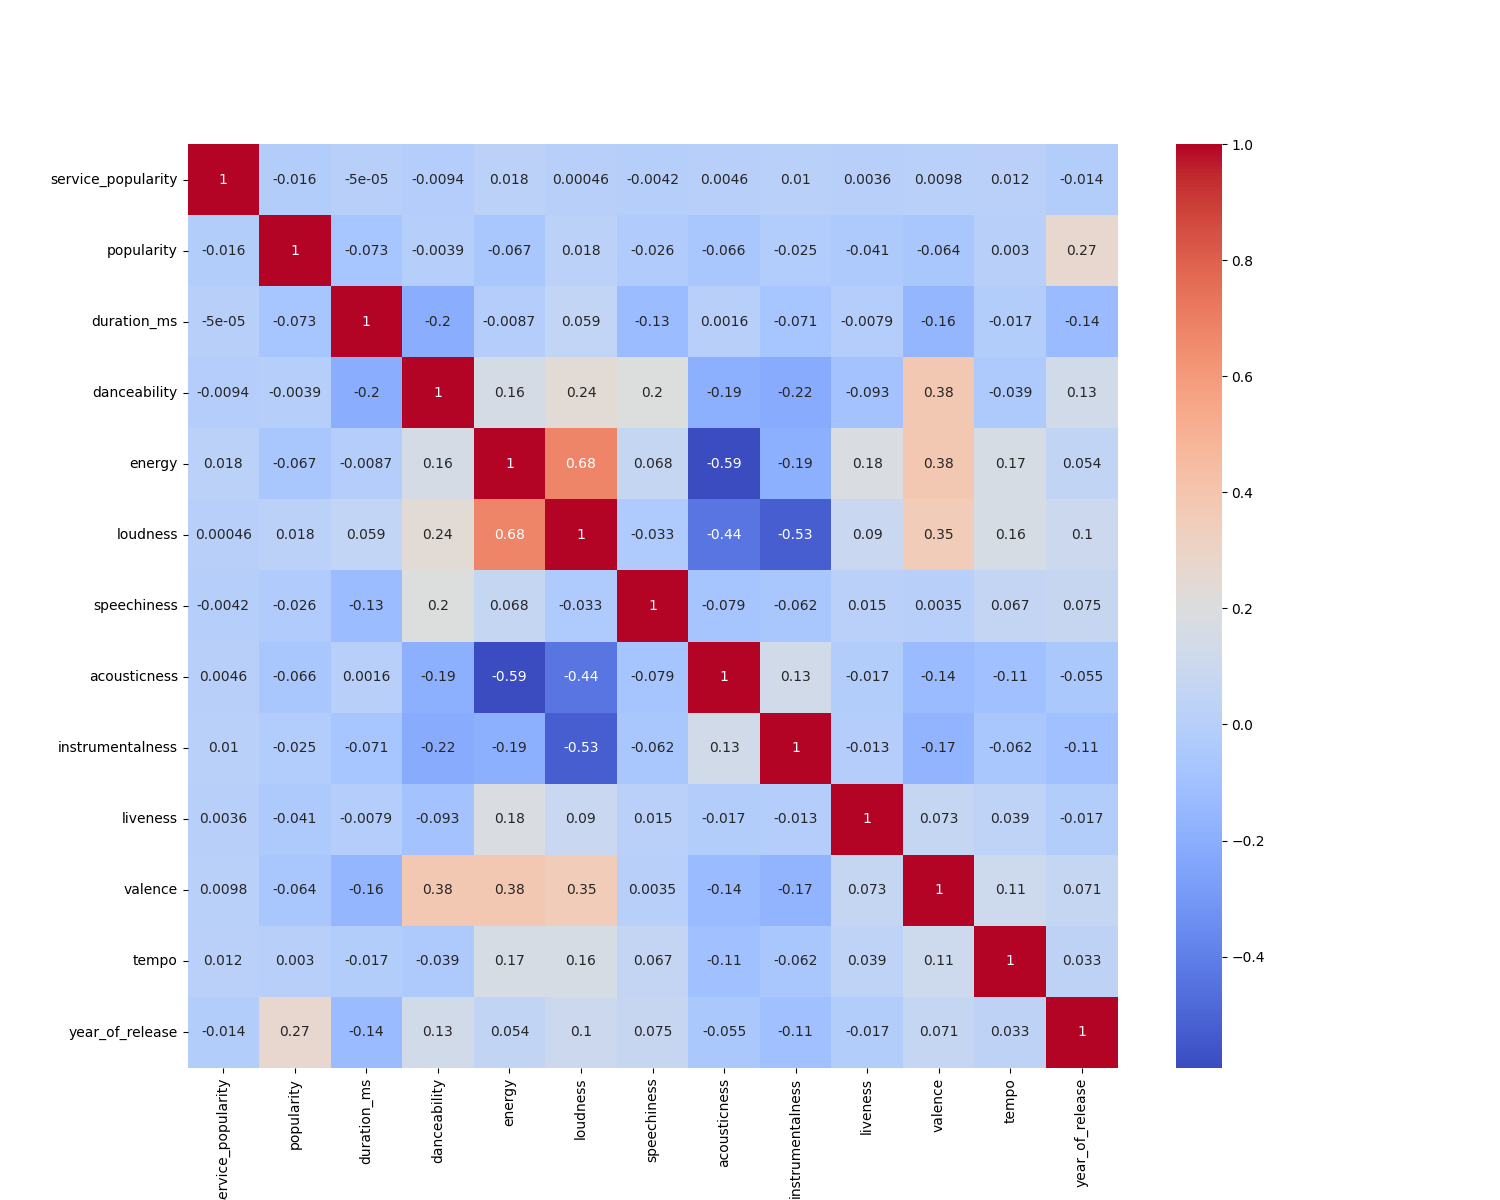 service_popularity 1 -0.016 -5e-05 -0.0094 0.018 0.00046 -0.0042 0.0046 0.01 0.0036 0.0098 0.012 -0.014
popularity -0.016 1 -0.073 -0.0039 -0.067 0.018 -0.026 -0.066 -0.025 -0.041 -0.064 0.003 0.27
duration_ms -5e-05 -0.073 1 -0.2 -0.0087 0.059 -0.13 0.0016 -0.071 -0.0079 -0.16 -0.017 -0.14
danceability -0.0094 -0.0039 -0.2 1 0.16 0.24 0.2 -0.19 -0.22 -0.093 0.38 -0.039 0.13
energy 0.018 -0.067 -0.0087 0.16 1 0.68 0.068 -0.59 -0.19 0.18 0.38 0.17 0.054
loudness 0.00046 0.018 0.059 0.24 0.68 1 -0.033 -0.44 -0.53 0.09 0.35 0.16 0.1
speechiness -0.0042 -0.026 -0.13 0.2 0.068 -0.033 1 -0.079 -0.062 0.015 0.0035 0.067 0.075
acousticness 0.0046 -0.066 0.0016 -0.19 -0.59 -0.44 -0.079 1 0.13 -0.017 -0.14 -0.11 -0.055
instrumentalness 0.01 -0.025 -0.071 -0.22 -0.19 -0.53 -0.062 0.13 1 -0.013 -0.17 -0.062 -0.11
liveness 0.0036 -0.041 -0.0079 -0.093 0.18 0.09 0.015 -0.017 -0.013 1 0.073 0.039 -0.017
valence 0.0098 -0.064 -0.16 0.38 0.38 0.35 0.0035 -0.14 -0.17 0.073 1 0.11 0.071
tempo 0.012 0.003 -0.017 -0.039 0.17 0.16 0.067 -0.11 -0.062 0.039 0.11 1 0.033
year_of_release -0.014 0.27 -0.14 0.13 0.054 0.1 0.075 -0.055 -0.11 -0.017 0.071 0.033 1
ervice_popularity
popularity
duration_ms
danceability
energy
loudness
speechiness
acousticness
instrumentalness
liveness
valence
tempo
year_of_release
1.0
0.8
0.6
0.4
0.2
0.0
−0.2
−0.4